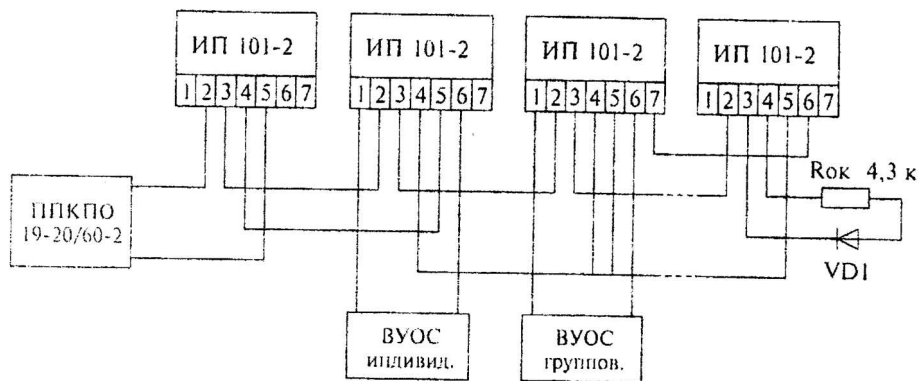 ИП 101-2 ИП 101-2 ИП 101-2 ИП 101-2
1 2 3 4 5 6 7 1 2 3 4 5 6 7 1 2 3 4 5 6 7 1 2 3 4 5 6 7
Rок 4,3 к
ППКПО
19-20/60-2
VD1
ВУОС
индивид.
ВУОС
группов.